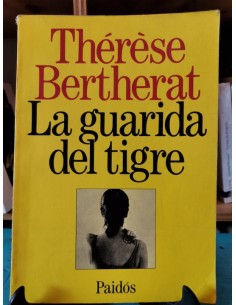 Thérèse
Bertherat
La guarida
del tigre
Paidós